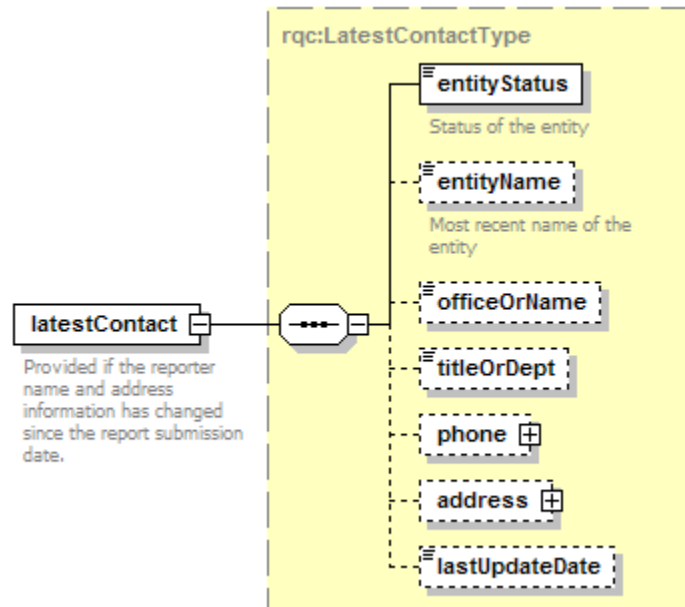 rqc:LatestContactType
entityStatus
Status of the entity
entityName
Most recent name of the
entity
officeOrName
latestContact
Provided if the reporter
name and address
information has changed
since the report submission
date.
titleOrDept
phone
address
lastUpdateDate